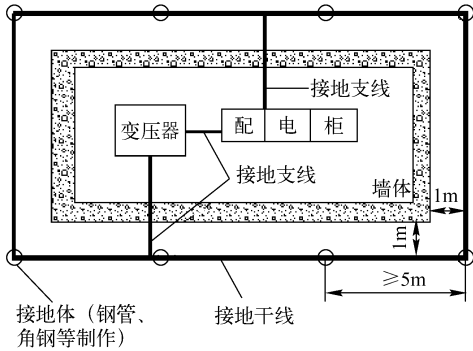 接地支线
变压器
配 电 柜
接地支线
墙体
1m
1m
≥5m
接地体（钢管、
角钢等制作）
接地干线